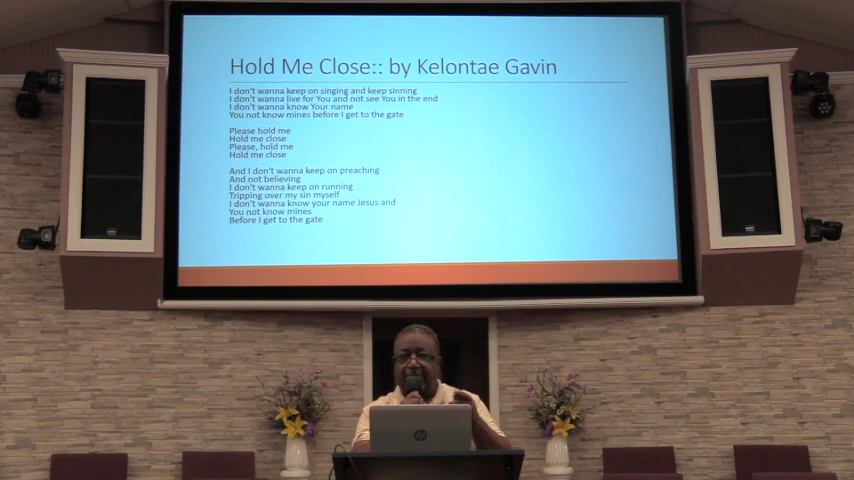 Hold Me Close:: by Kelontae Gavin
I don't wanna keep on singing and keep sinning
I don't wanna live for You and not see You in the end
I don't wanna know Your name
You not know mines before I get to the gate
Please hold me
Hold me close
Please, hold me
Hold me close
And I don't wanna keep on preaching
And not believing
I don't wanna keep on running
Tripping over my sin myself
I don't wanna know your name Jesus and
You not know mines
Before I get to the gate
hp